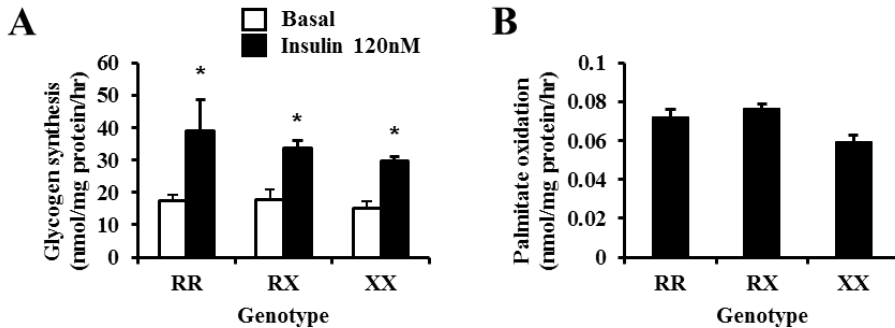 A
Basal
Insulin 120nM
Glycogen synthesis
(nmol/mg protein/hr)
60
50
40
30
20
10
0
*
*
*
RR
RX
XX
Genotype
B
Palmitate oxidation
(nmol/mg protein/hr)
0.1
0.08
0.06
0.04
0.02
0
RR
RX
XX
Genotype